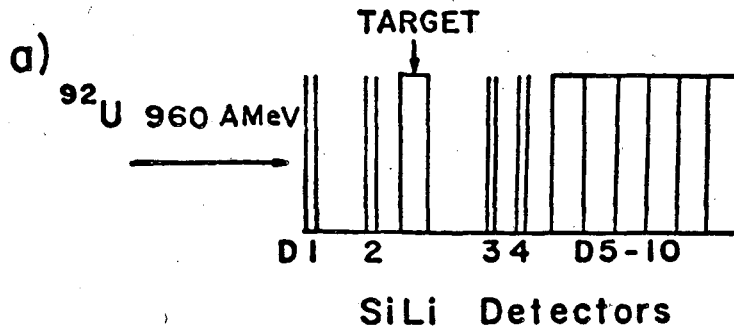 TARGET
a)
⁹²U 960 AMeV
D1 2 34 D5-10
SiLi Detectors